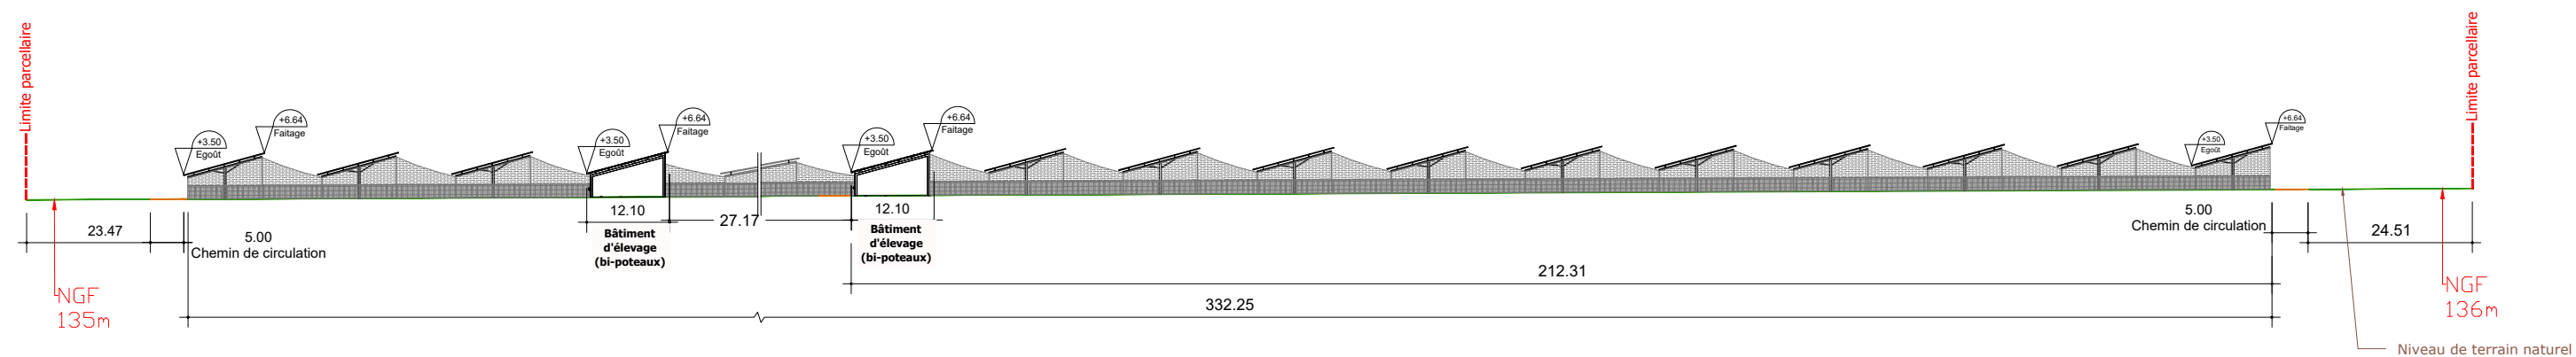 Limite parcellaire
Limite parcellaire
+3.50
Egoût
+6.64
Faitage
+3.50
Egoût
+6.64
Faitage
+3.50
Egoût
+6.64
Faitage
+3.50
Egoût
+6.64
Faitage
23.47
5.00
Chemin de circulation
12.10
Bâtiment
d'élevage
(bi-poteaux)
27.17
12.10
Bâtiment
d'élevage
(bi-poteaux)
5.00
Chemin de circulation
24.51
212.31
332.25
NGF
135m
NGF
136m
Niveau de terrain naturel